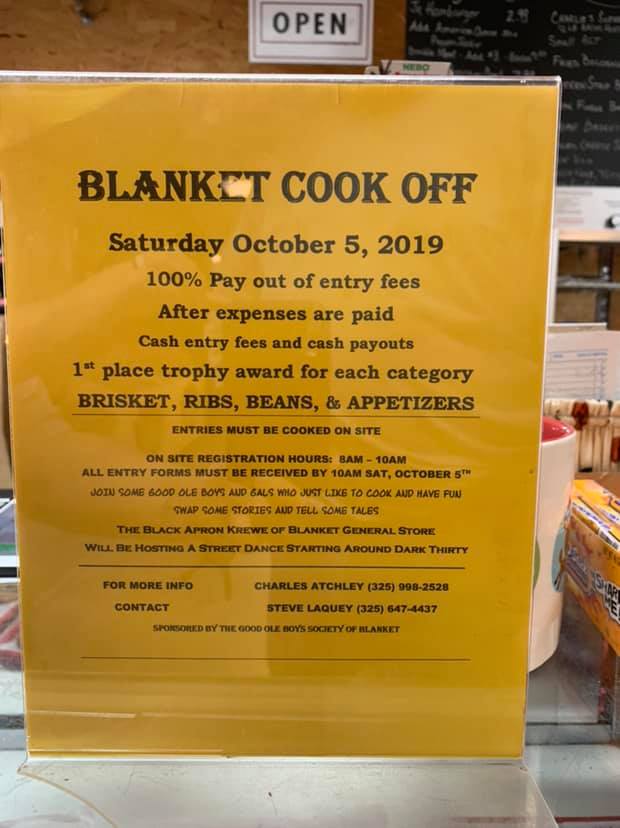 OPEN
NEBO
BLANKET COOK OFF
Saturday October 5, 2019
100% Pay out of entry fees
After expenses are paid
Cash entry fees and cash payouts
1st place trophy award for each category
BRISKET, RIBS, BEANS, & APPETIZERS
ENTRIES MUST BE COOKED ON SITE
ON SITE REGISTRATION HOURS: 8AM – 10AM
ALL ENTRY FORMS MUST BE RECEIVED BY 10AM SAT, OCTOBER 5TH
JOIN SOME GOOD OLE BOYS AND GALS WHO JUST LIKE TO COOK AND HAVE FUN
SWAP SOME STORIES AND TELL SOME TALES
THE BLACK APRON KREWE OF BLANKET GENERAL STORE
WILL BE HOSTING A STREET DANCE STARTING AROUND DARK THIRTY
FOR MORE INFO CHARLES ATCHLEY (325) 998-2528
CONTACT STEVE LAQUEY (325) 647-4437
SPONSORED BY THE GOOD OLE BOYS SOCIETY OF BLANKET